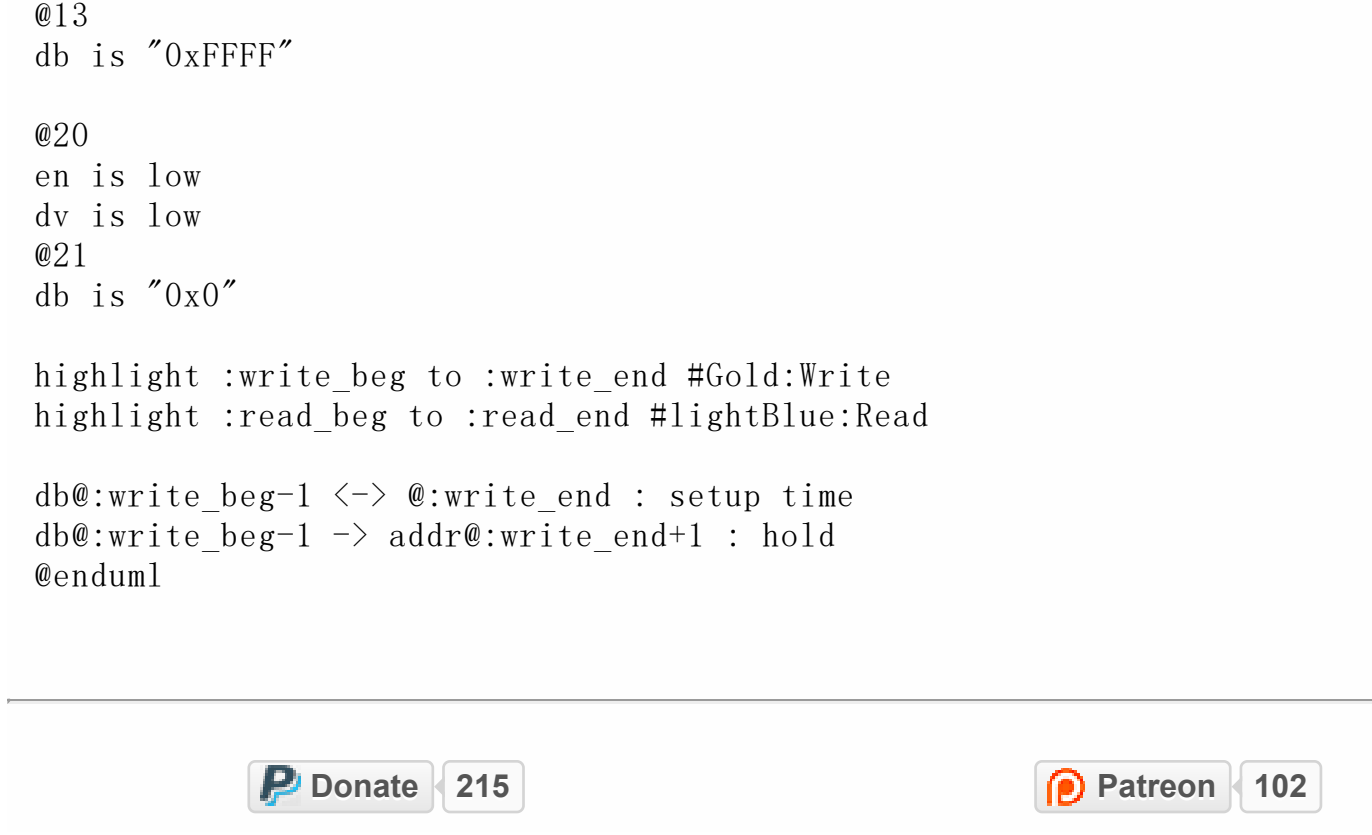 @13
db is "0xFFFF"
@20
en is low
dv is low
@21
db is "0x0"
highlight :write_beg to :write_end #Gold:Write
highlight :read_beg to :read_end #lightBlue:Read
db@:write_beg-1 <-> @:write_end : setup time
db@:write_beg-1 -> addr@:write_end+1 : hold
@enduml
Donate 215 Patreon 102